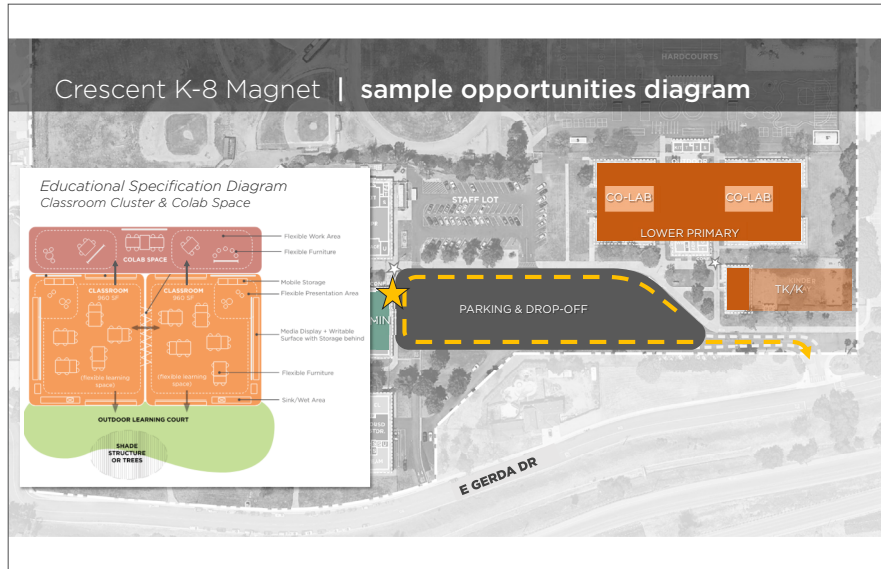 HARDCOURTS
Crescent K-8 Magnet | sample opportunities diagram
Educational Specification Diagram
Classroom Cluster & Colab Space
Flexible Work Area
Flexible Furniture
COLAB SPACE
Mobile Storage
CLASSROOM
960 SF
CLASSROOM
960 SF
Flexible Presentation Area
Media Display + Writable
Surface with Storage behind
(flexible learning
space)
(flexible learning
space)
Flexible Furniture
Sink/Wet Area
OUTDOOR LEARNING COURT
SHADE
STRUCTURE
OR TREES
STAFF LOT
CO-LAB
CO-LAB
LOWER PRIMARY
TK/K
MIN
PARKING & DROP-OFF
E GERDA DR